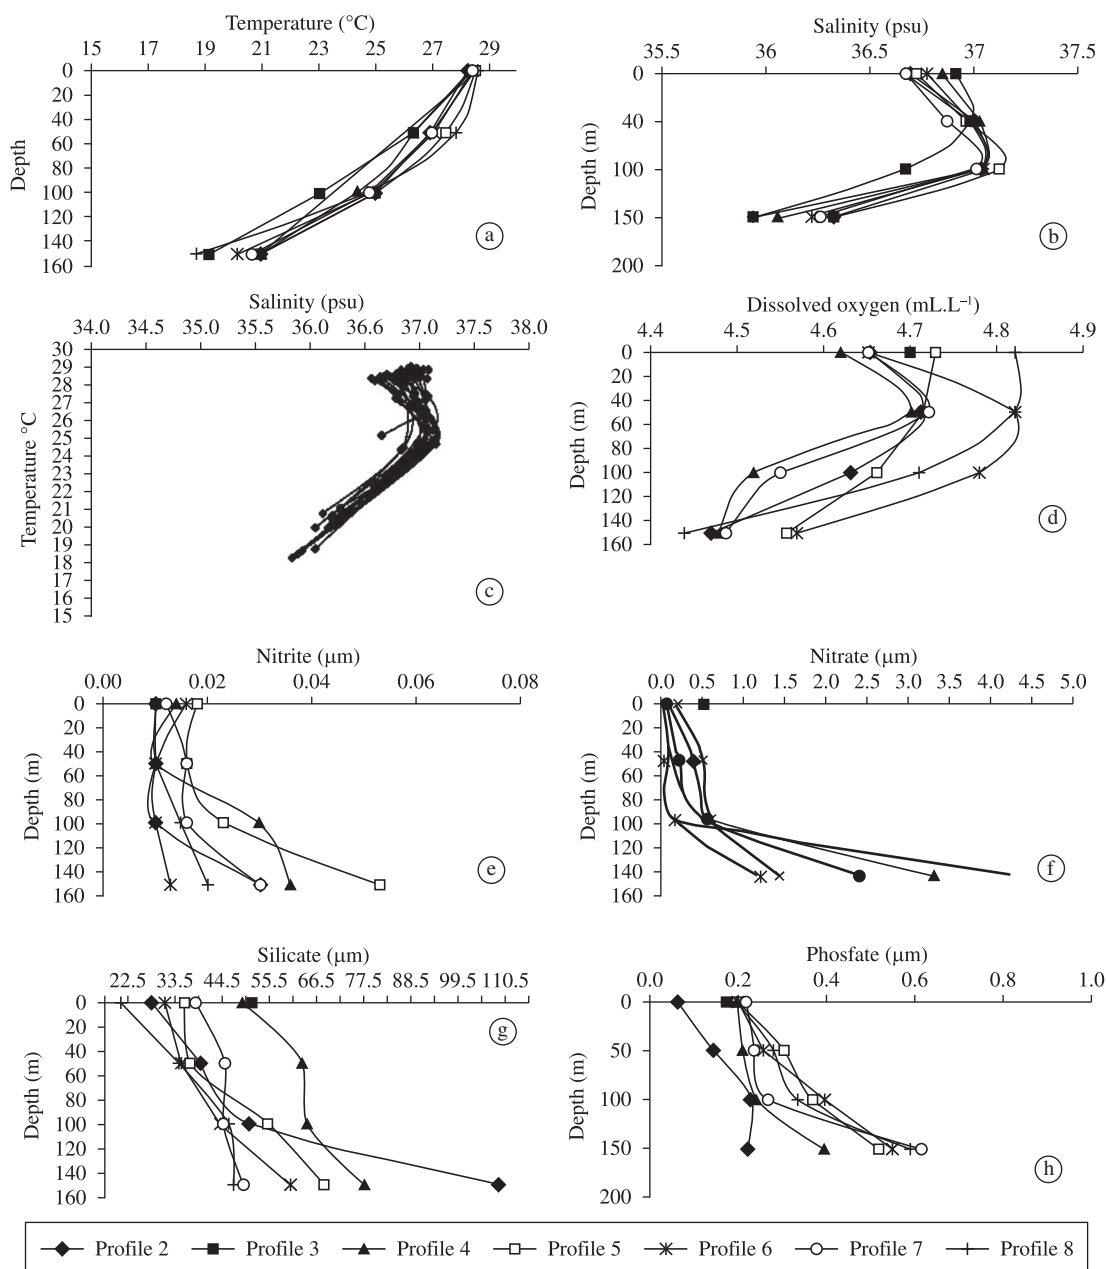 Temperature (°C)
15 17 19 21 23 25 27 29
0
20
40
60
80
100
120
140
160
Depth
a
Salinity (psu)
35.5 36 36.5 37 37.5
0
40
100
150
200
Depth (m)
b
Salinity (psu)
34.0 34.5 35.0 35.5 36.0 36.6 37.0 37.5 38.0
30
29
28
27
26
25
24
23
22
21
20
19
18
17
16
15
Temperature °C
c
Dissolved oxygen (mL.L⁻¹)
4.4 4.5 4.6 4.7 4.8 4.9
0
20
40
60
80
100
120
140
160
Depth (m)
d
Nitrite (µm)
0.00 0.02 0.04 0.06 0.08
0
20
40
60
80
100
120
140
160
Depth (m)
e
Nitrate (µm)
0.0 0.5 1.0 1.5 2.0 2.5 3.0 3.5 4.0 4.5 5.0
0
20
40
60
80
100
120
140
160
Depth (m)
f
Silicate (µm)
22.5 33.5 44.5 55.5 66.5 77.5 88.5 99.5 110.5
0
20
40
60
80
100
120
140
160
Depth (m)
g
Phosfate (µm)
0.0 0.2 0.4 0.6 0.8 1.0
0
50
100
150
200
Depth (m)
h
Profile 2 Profile 3 Profile 4 Profile 5 Profile 6 Profile 7 Profile 8